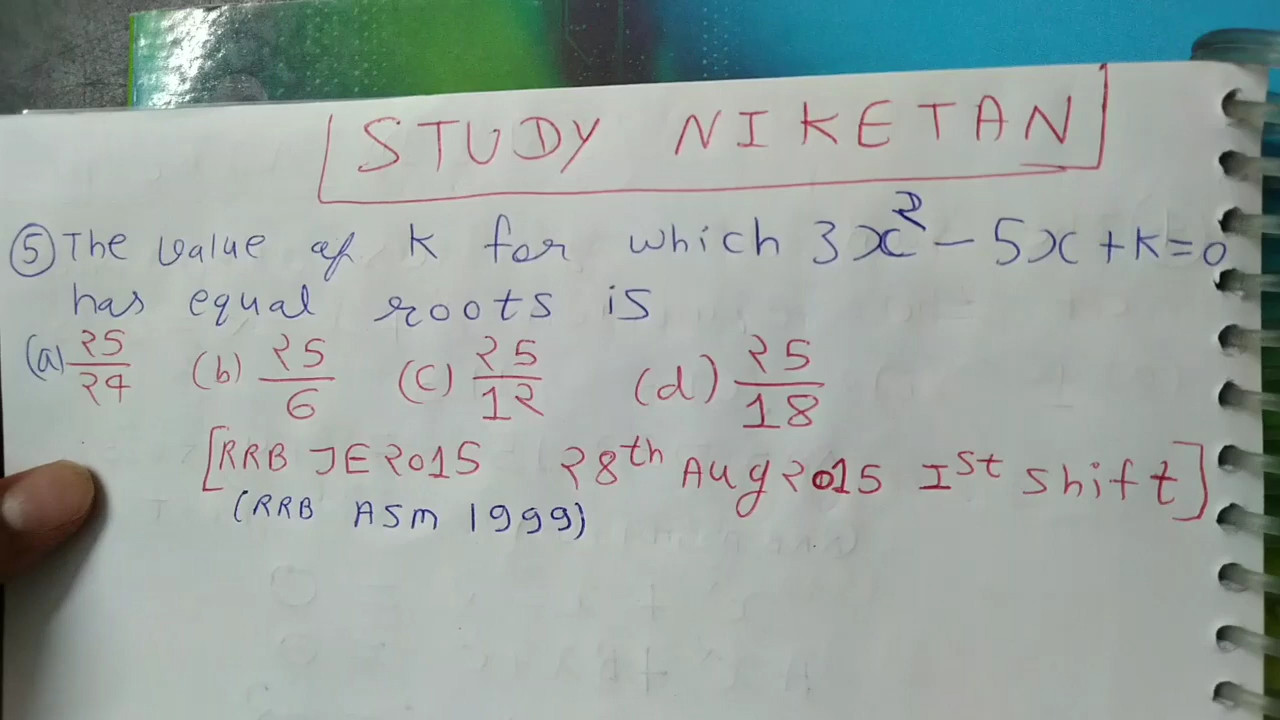 STUDY NIKETAN
⑤ The value of K for which 3x² - 5x + K = 0
has equal roots is
(a) 25/24 (b) 25/6 (c) 25/12 (d) 25/18
[RRB JE 2015 28th Aug 2015 Ist shift]
(RRB ASM 1999)